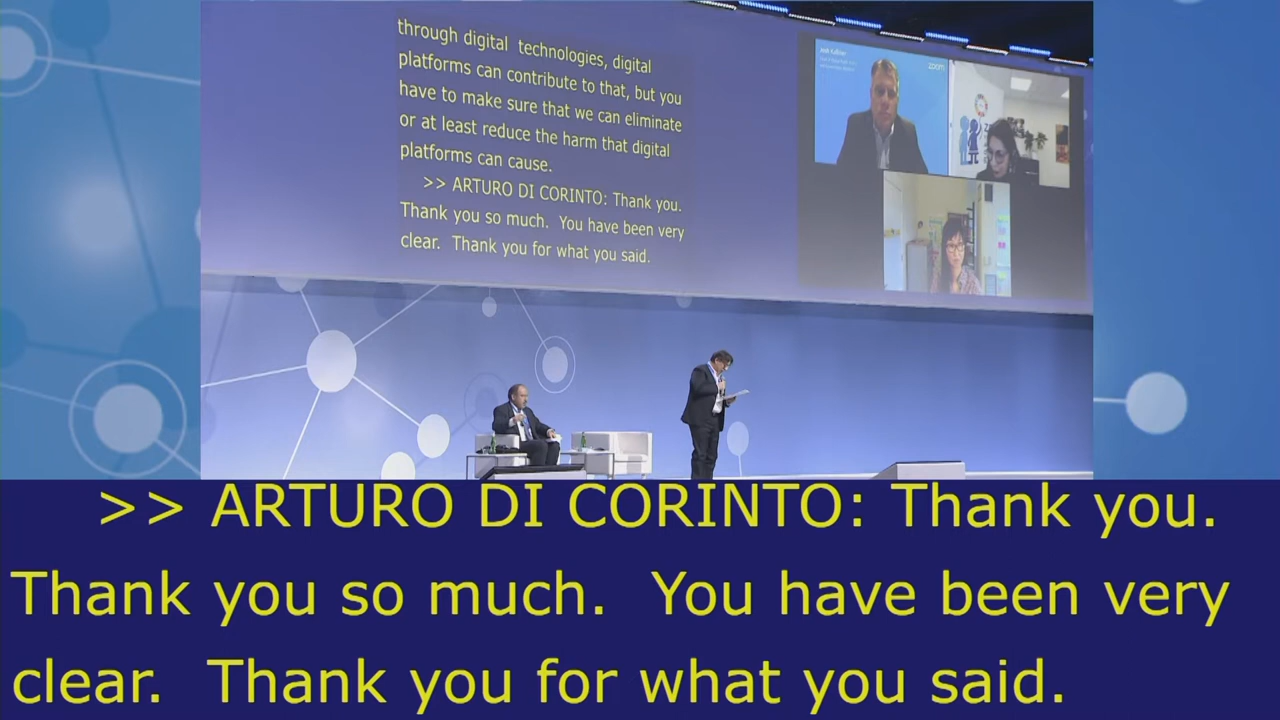 through digital  technologies, digital
platforms can contribute to that, but you
have to make sure that we can eliminate
or at least reduce the harm that digital
platforms can cause.
>> ARTURO DI CORINTO: Thank you.
Thank you so much.  You have been very
clear.  Thank you for what you said.
zoom
>> ARTURO DI CORINTO: Thank you.
Thank you so much.  You have been very
clear.  Thank you for what you said.